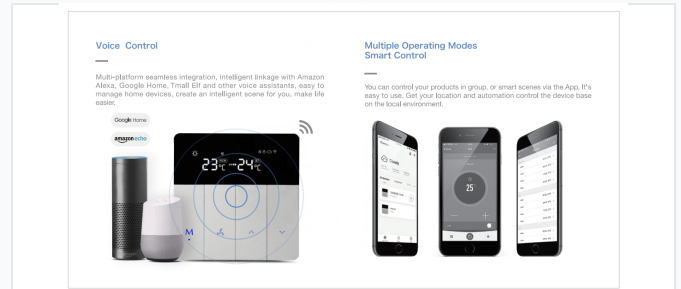 Voice Control
Multi-platform seamless integration, intelligent linkage with Amazon
Alexa, Google Home, Tmall Elf and other voice assistants, easy to
manage home devices, create an intelligent scene for you, make life
easier.
Google Home
amazon echo
23°C
24°C
M
Multiple Operating Modes
Smart Control
You can control your products in group, or smart scenes via the App, It's
easy to use. Get your location and automation control the device base
on the local environment.
25